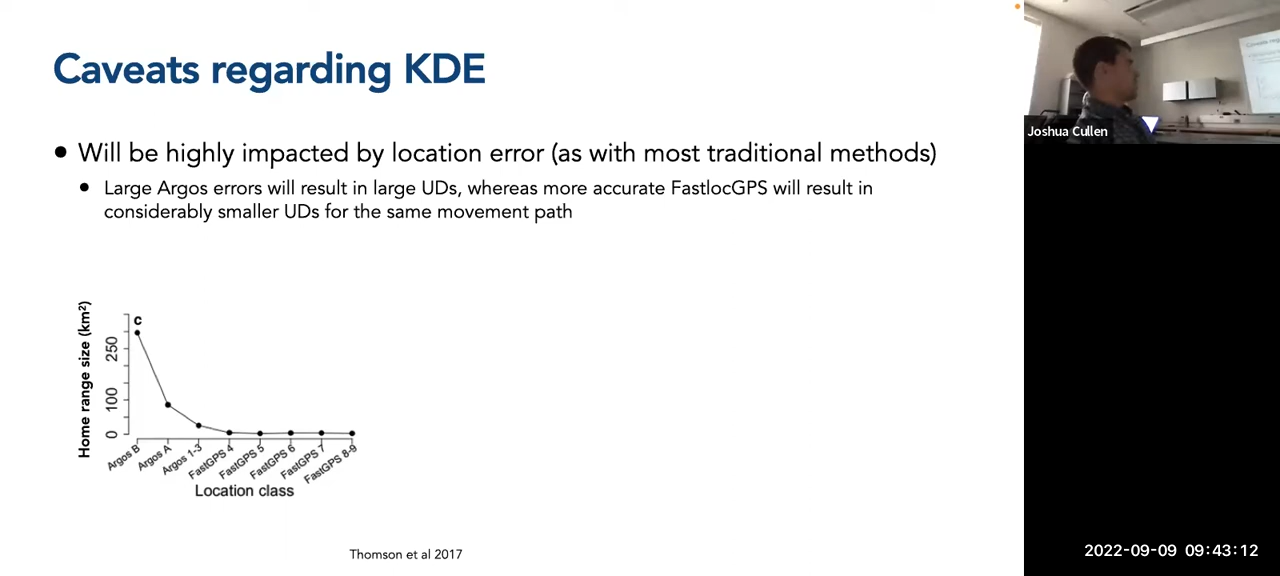 Caveats regarding KDE
Will be highly impacted by location error (as with most traditional methods)
Large Argos errors will result in large UDs, whereas more accurate FastlocGPS will result in
considerably smaller UDs for the same movement path
Home range size (km²)
c
250
100
0
Argos B
Argos A
Argos 1-3
FastGPS 4
FastGPS 5
FastGPS 6
FastGPS 7
FastGPS 8-9
Location class
Thomson et al 2017
Joshua Cullen
2022-09-09 09:43:12